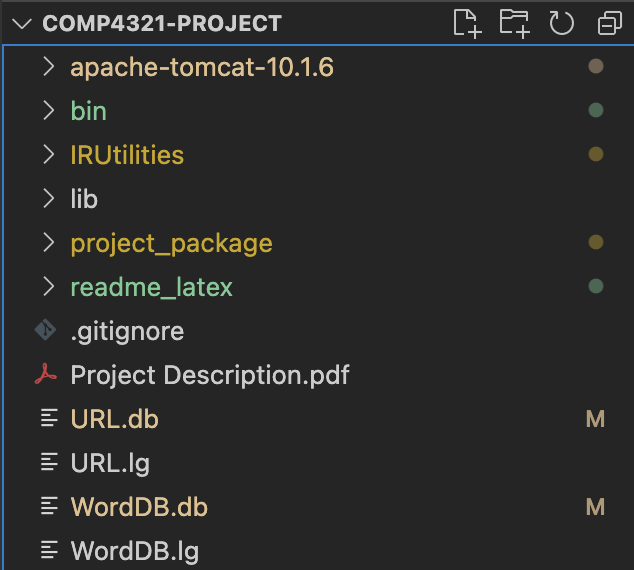 COMP4321-PROJECT
apache-tomcat-10.1.6
bin
IRUtilities
lib
project_package
readme_latex
.gitignore
Project Description.pdf
URL.db M
URL.lg
WordDB.db M
WordDB.lg